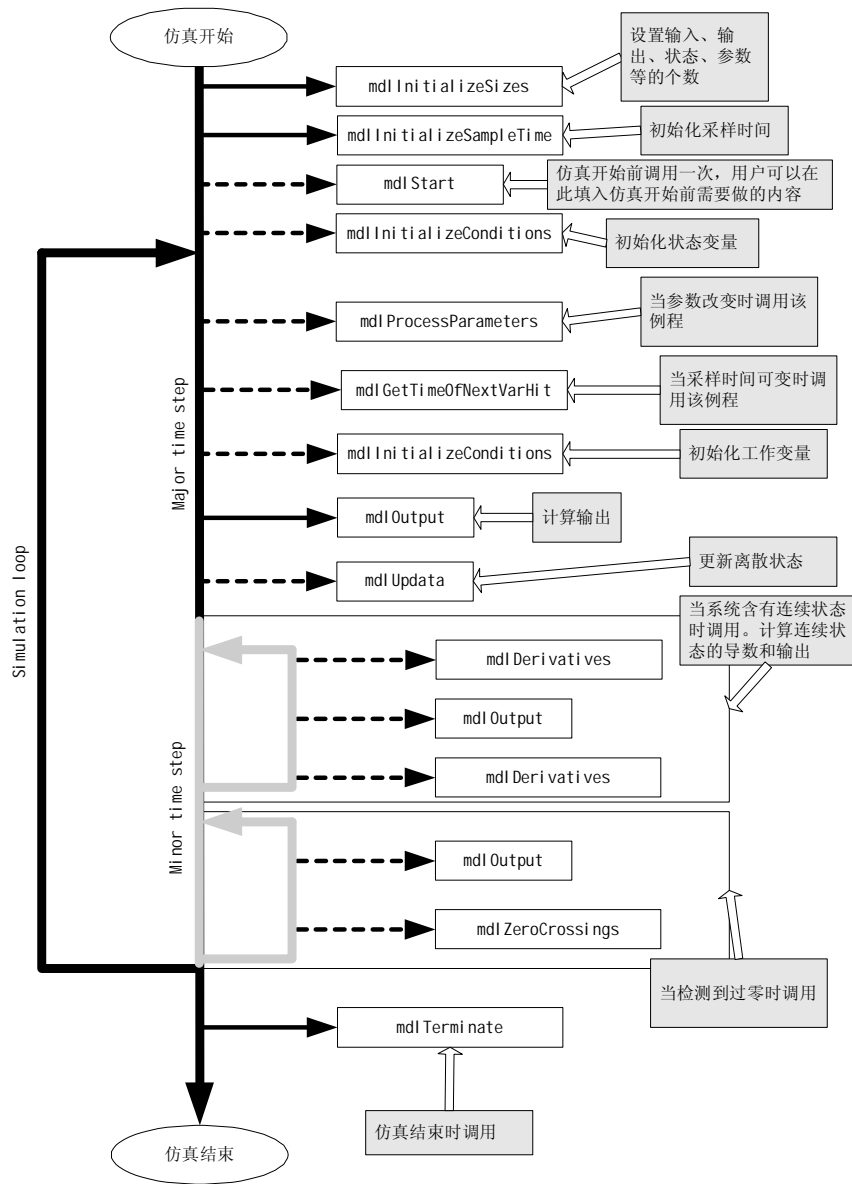 仿真开始
设置输入、输
出、状态、参数
等的个数
mdlInitializeSizes
初始化采样时间
mdlInitializeSampleTime
仿真开始前调用一次，用户可以在
此填入仿真开始前需要做的内容
mdlStart
mdlInitializeConditions
初始化状态变量
当参数改变时调用该
例程
mdlProcessParameters
当采样时间可变时调
用该例程
mdlGetTimeOfNextVarHit
mdlInitializeConditions
初始化工作变量
Major time step
mdlOutput
计算输出
更新离散状态
mdlUpdata
Simulation loop
当系统含有连续状态
时调用。计算连续状
态的导数和输出
mdlDerivatives
mdlOutput
mdlDerivatives
Minor time step
mdlOutput
mdlZeroCrossings
当检测到过零时调用
mdlTerminate
仿真结束时调用
仿真结束